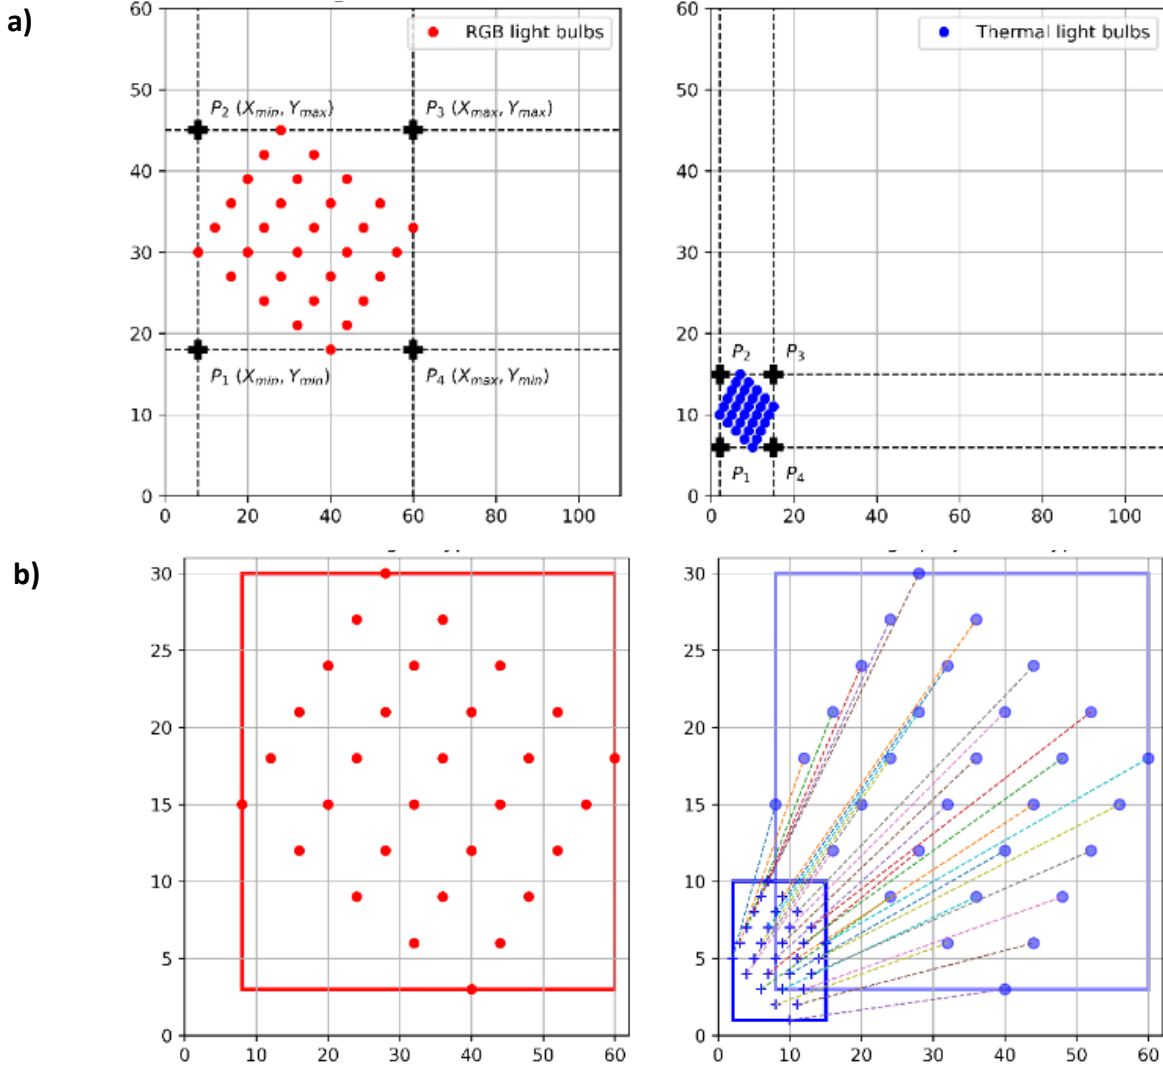 a)
RGB light bulbs
Thermal light bulbs
60
50
40
30
20
10
0
0 20 40 60 80 100
P2 (Xmin, Ymax)
P3 (Xmax, Ymax)
P1 (Xmin, Ymin)
P4 (Xmax, Ymin)
60
50
40
30
20
10
0
0 20 40 60 80 100
P2 P3
P1 P4
b)
30
25
20
15
10
5
0
0 10 20 30 40 50 60
30
25
20
15
10
5
0
0 10 20 30 40 50 60